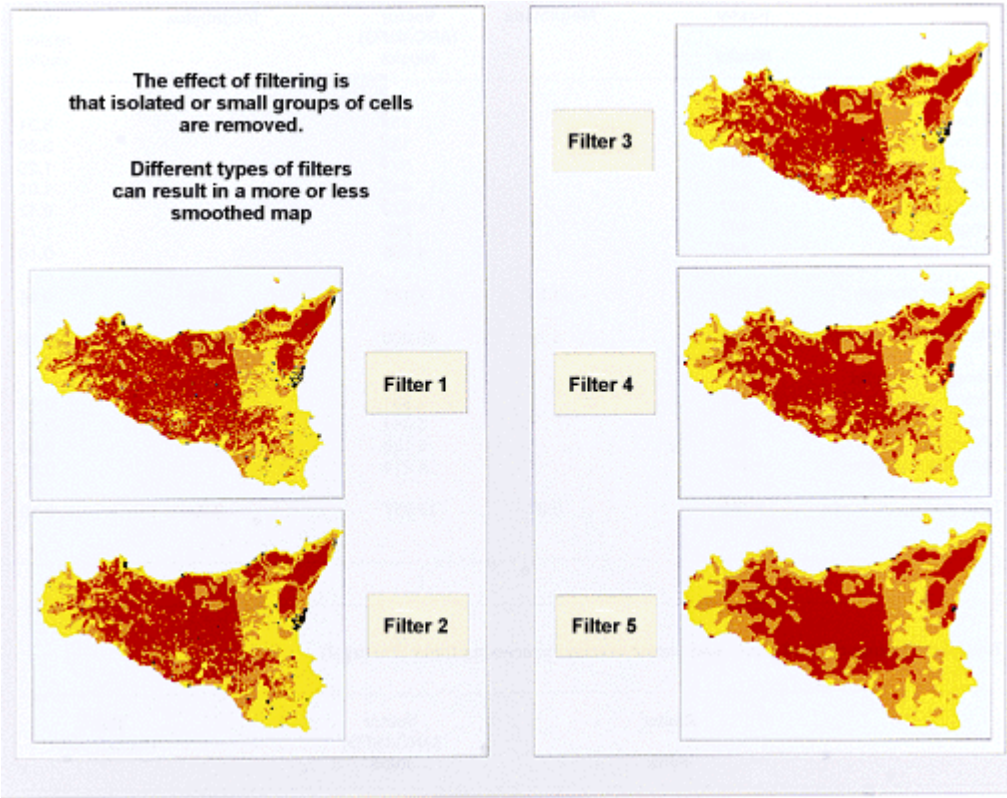 The effect of filtering is
that isolated or small groups of cells
are removed.
Different types of filters
can result in a more or less
smoothed map
Filter 1
Filter 2
Filter 3
Filter 4
Filter 5